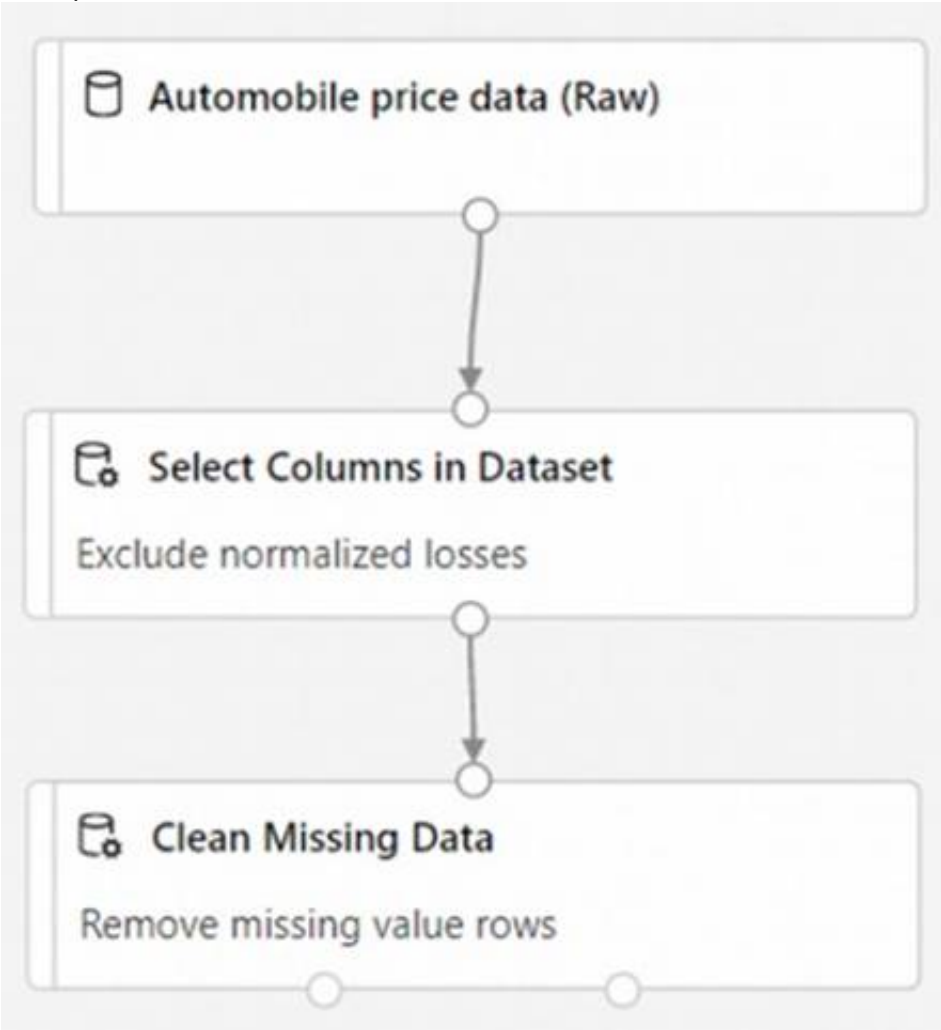 Automobile price data (Raw)
Select Columns in Dataset
Exclude normalized losses
Clean Missing Data
Remove missing value rows